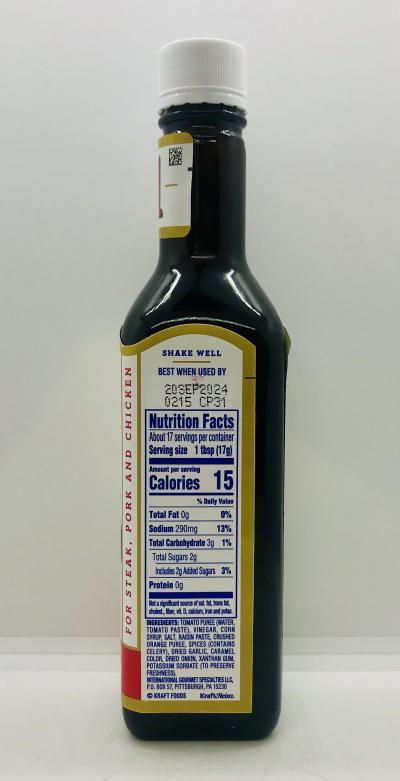 SHAKE WELL
BEST WHEN USED BY
20SEP2024
0215 CP31
Nutrition Facts
About 17 servings per container
Serving size 1 tbsp (17g)
Amount per serving
Calories 15
% Daily Value
Total Fat 0g 0%
Sodium 290mg 13%
Total Carbohydrate 3g 1%
Total Sugars 2g
Includes 2g Added Sugars 3%
Protein 0g
Not a significant source of sat. fat, trans fat,
cholest., fiber, vit. D, calcium, iron and potas.
INGREDIENTS: TOMATO PUREE (WATER,
TOMATO PASTE), VINEGAR, CORN
SYRUP, SALT, RAISIN PASTE, CRUSHED
ORANGE PUREE, SPICES (CONTAINS
CELERY), DRIED GARLIC, CARAMEL
COLOR, DRIED ONION, XANTHAN GUM,
POTASSIUM SORBATE (TO PRESERVE
FRESHNESS).
INTERNATIONAL GOURMET SPECIALTIES LLC,
P.O. BOX 57, PITTSBURGH, PA 15230
© KRAFT FOODS KraftHeinz
FOR STEAK, PORK AND CHICKEN